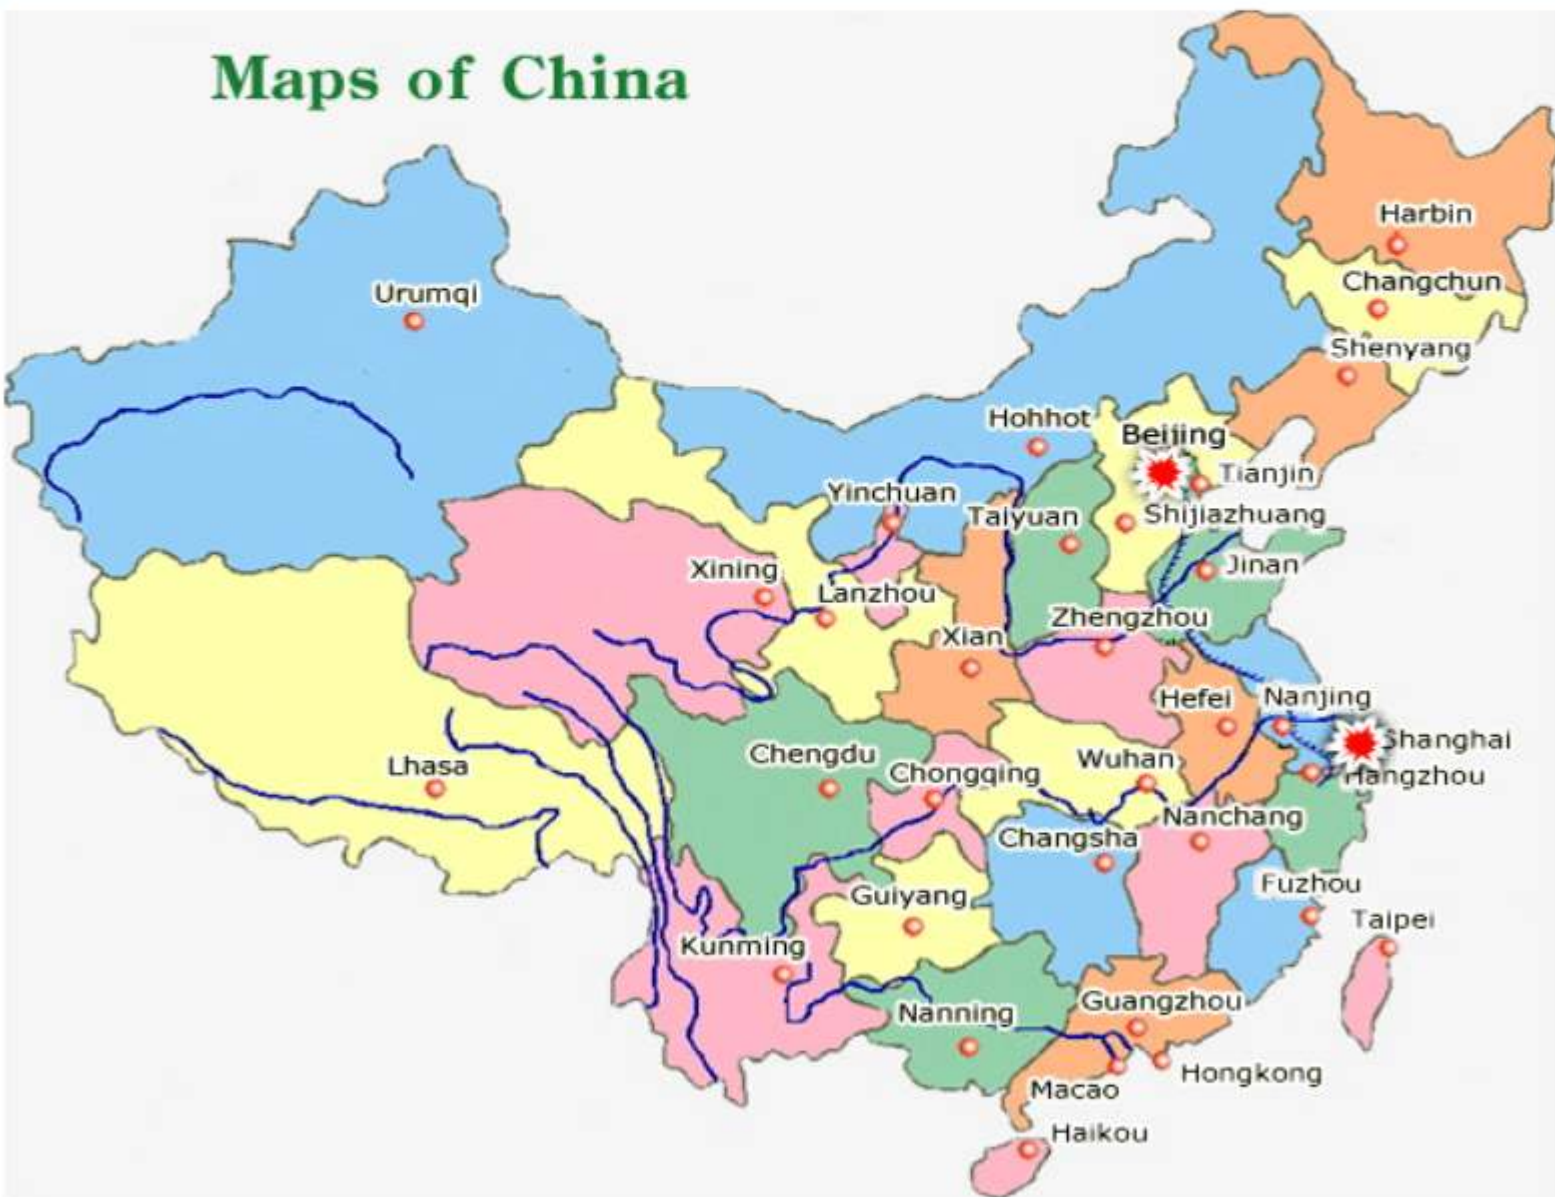 Maps of China
Harbin
Changchun
Urumqi
Shenyang
Hohhot
Beijing
Tianjin
Yinchuan
Taiyuan
Shijiazhuang
Xining
Jinan
Lanzhou
Zhengzhou
Xian
Hefei
Nanjing
Shanghai
Chengdu
Wuhan
Lhasa
Chongqing
Hangzhou
Nanchang
Changsha
Fuzhou
Guiyang
Taipei
Kunming
Guangzhou
Nanning
Hongkong
Macao
Haikou